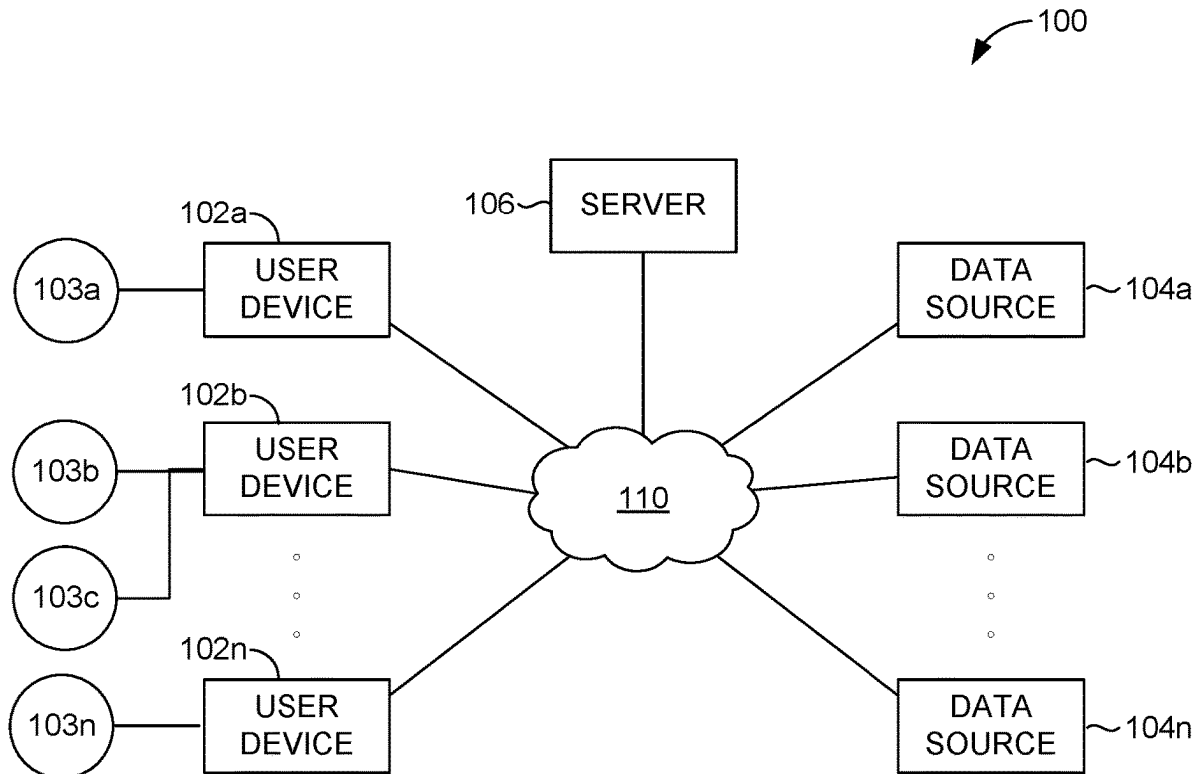 100
106
SERVER
102a
103a
USER
DEVICE
DATA
SOURCE
104a
102b
103b
USER
DEVICE
DATA
SOURCE
104b
110
103c
102n
103n
USER
DEVICE
DATA
SOURCE
104n